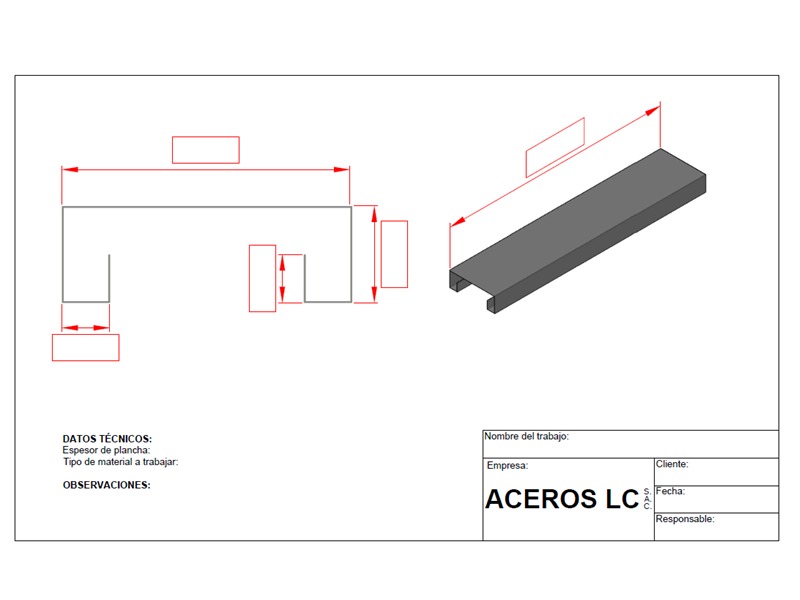 DATOS TÉCNICOS:
Espesor de plancha:
Tipo de material a trabajar:
OBSERVACIONES:
Nombre del trabajo:
Empresa:
ACEROS LC S.A.C.
Cliente:
Fecha:
Responsable: